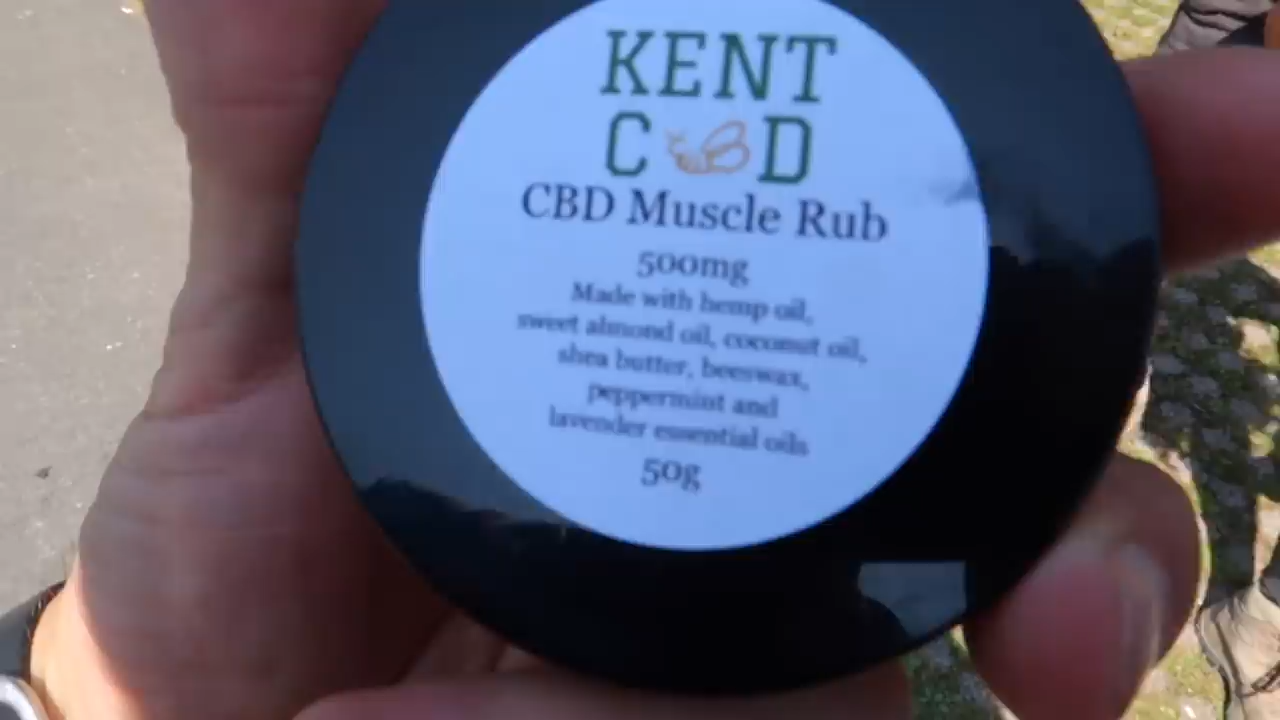 KENT
CBD
CBD Muscle Rub
500mg
Made with hemp oil,
sweet almond oil, coconut oil,
shea butter, beeswax,
peppermint and
lavender essential oils
50g